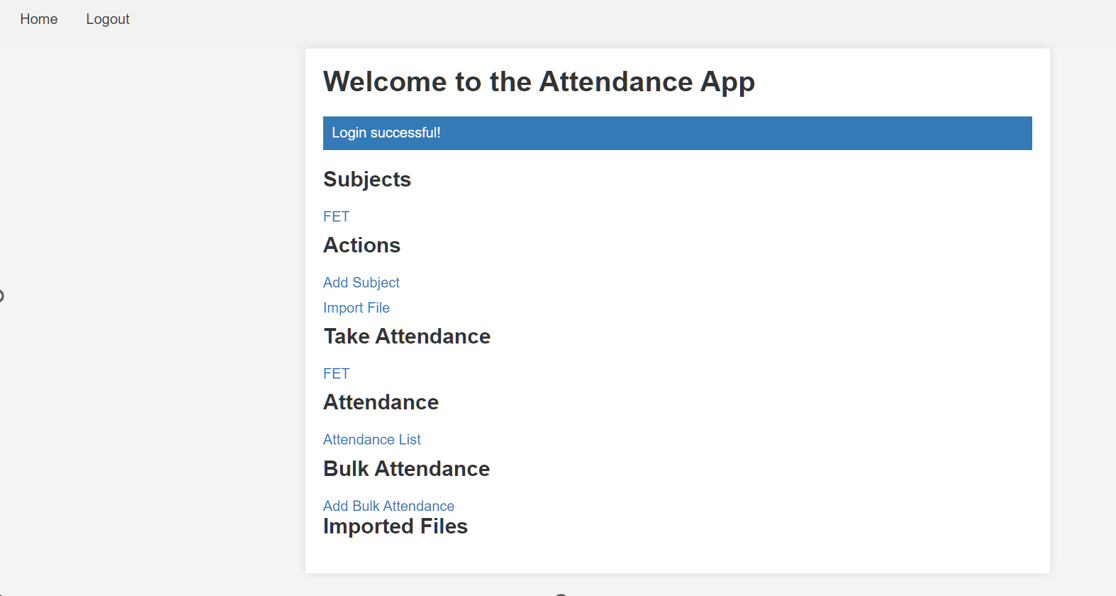 Home Logout
Welcome to the Attendance App
Login successful!
Subjects
FET
Actions
Add Subject
Import File
Take Attendance
FET
Attendance
Attendance List
Bulk Attendance
Add Bulk Attendance
Imported Files